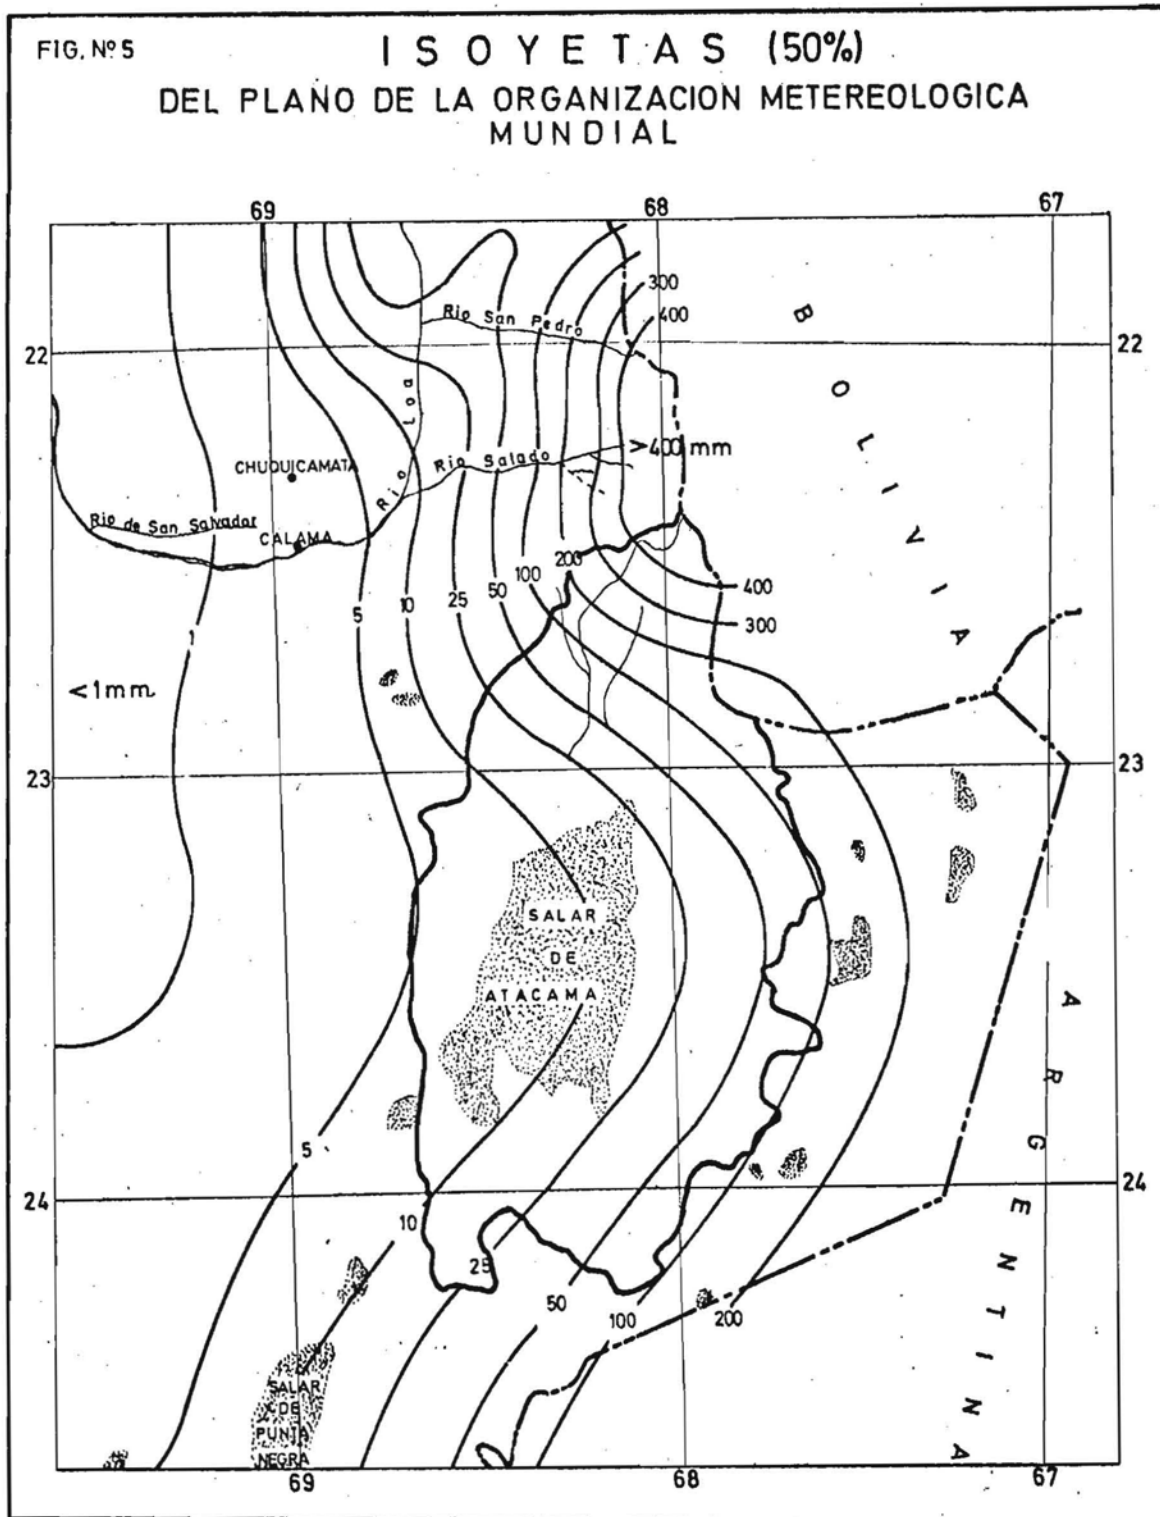 FIG. Nº 5
ISOYETAS (50%)
DEL PLANO DE LA ORGANIZACION METEREOLOGICA
MUNDIAL
69 68 67
300
400
Rio San Pedro
BOLIVIA
22 22
Rio Loa
>400 mm
Rio Salado
CHUQUICAMATA
Rio de San Salvador
CALAMA
5 10 25 50 100 200
400
300
1
<1mm
23 23
SALAR
DE
ATACAMA
ARGENTINA
5
24 24
10
25
50
100
200
SALAR
DE
PUNTA
NEGRA
69 68 67